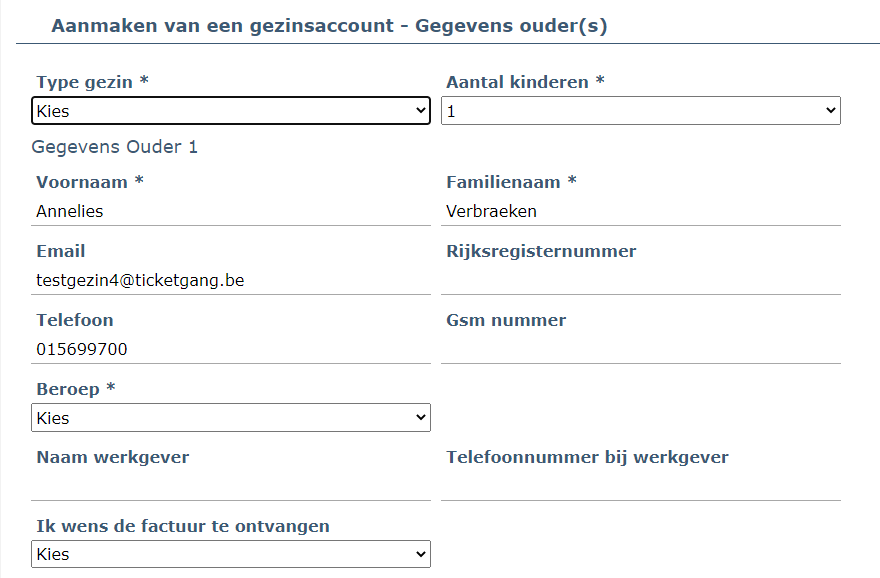 Aanmaken van een gezinsaccount - Gegevens ouder(s)
Type gezin * Aantal kinderen *
Kies 1
Gegevens Ouder 1
Voornaam * Familienaam *
Annelies Verbraeken
Email Rijksregisternummer
testgezin4@ticketgang.be
Telefoon Gsm nummer
015699700
Beroep *
Kies
Naam werkgever Telefoonnummer bij werkgever
Ik wens de factuur te ontvangen
Kies